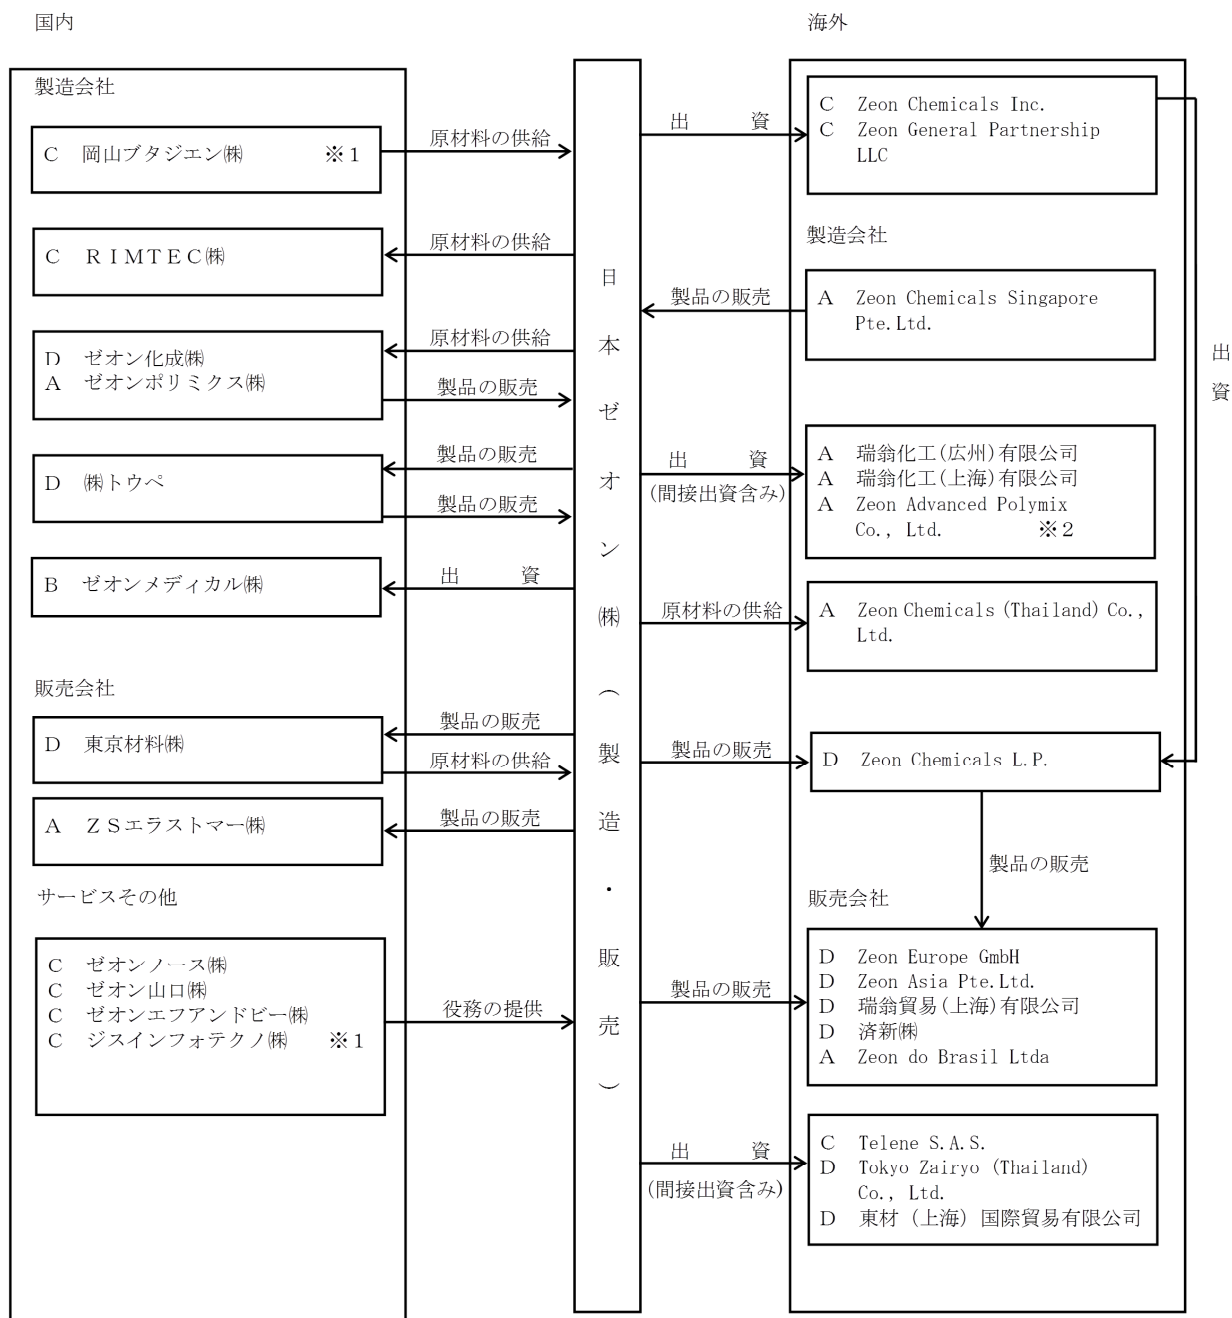 国内
製造会社
C 岡山ブタジエン㈱ ※１
原材料の供給
C ＲＩＭＴＥＣ㈱
原材料の供給
D ゼオン化成㈱
A ゼオンポリミクス㈱
原材料の供給
製品の販売
D ㈱トウペ
製品の販売
製品の販売
B ゼオンメディカル㈱
出 資
販売会社
D 東京材料㈱
製品の販売
原材料の供給
A ＺＳエラストマー㈱
製品の販売
サービスその他
C ゼオンノース㈱
C ゼオン山口㈱
C ゼオンエフアンドビー㈱
C ジスインフォテクノ㈱ ※１
役務の提供
日本ゼオン㈱（製造・販売）
海外
出 資
C Zeon Chemicals Inc.
C Zeon General Partnership
LLC
出資
製造会社
製品の販売
A Zeon Chemicals Singapore
Pte.Ltd.
出 資
(間接出資含み)
A 瑞翁化工(広州)有限公司
A 瑞翁化工(上海)有限公司
A Zeon Advanced Polymix
Co., Ltd. ※２
原材料の供給
A Zeon Chemicals (Thailand) Co.,
Ltd.
製品の販売
D Zeon Chemicals L.P.
製品の販売
販売会社
製品の販売
D Zeon Europe GmbH
D Zeon Asia Pte.Ltd.
D 瑞翁貿易(上海)有限公司
D 済新㈱
A Zeon do Brasil Ltda
出 資
(間接出資含み)
C Telene S.A.S.
D Tokyo Zairyo (Thailand)
Co., Ltd.
D 東材（上海）国際貿易有限公司